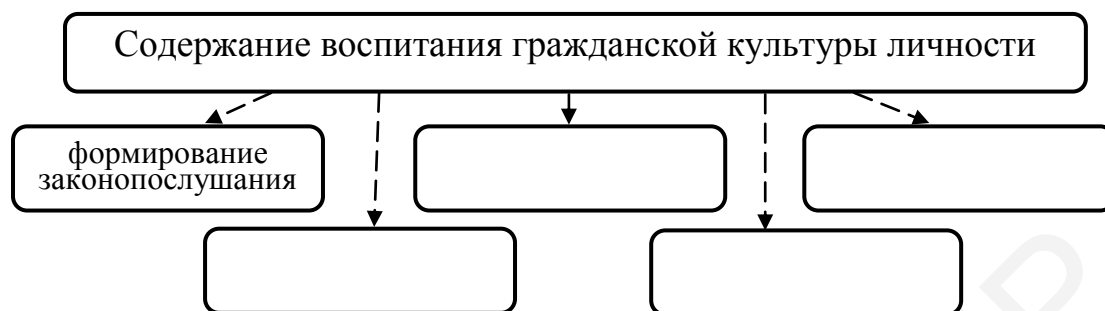 Содержание воспитания гражданской культуры личности
формирование
законопослушания